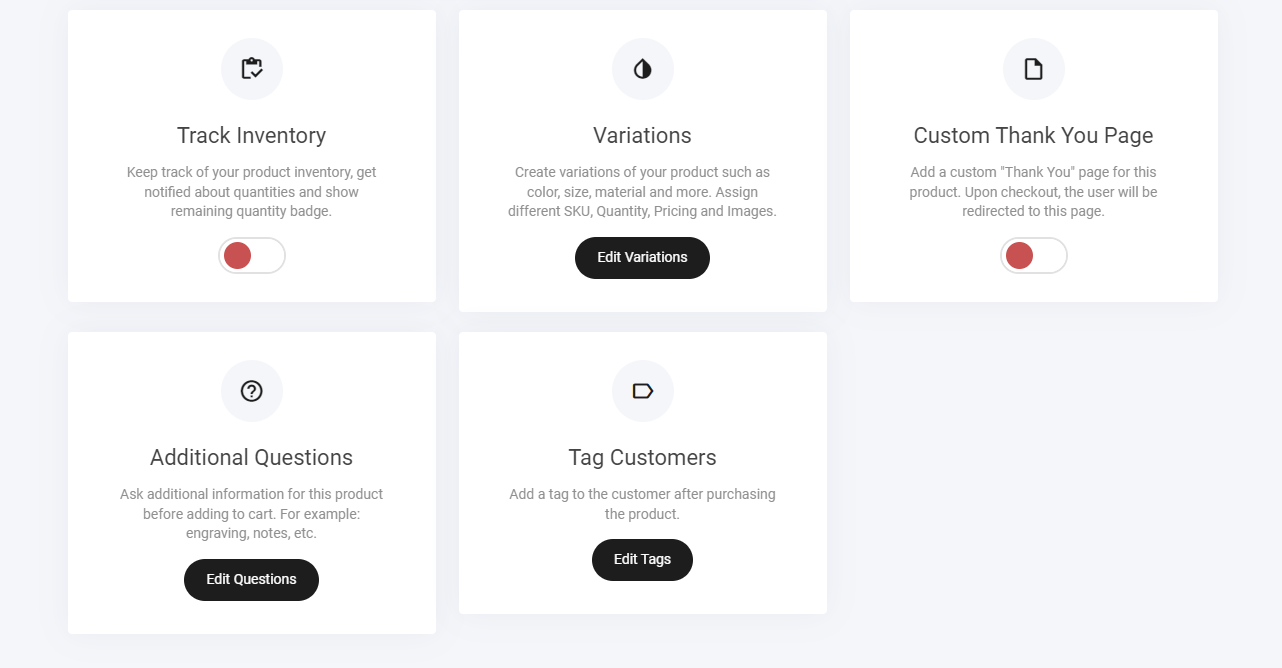 Track Inventory
Keep track of your product inventory, get
notified about quantities and show
remaining quantity badge.
Variations
Create variations of your product such as
color, size, material and more. Assign
different SKU, Quantity, Pricing and Images.
Edit Variations
Custom Thank You Page
Add a custom "Thank You" page for this
product. Upon checkout, the user will be
redirected to this page.
Additional Questions
Ask additional information for this product
before adding to cart. For example:
engraving, notes, etc.
Edit Questions
Tag Customers
Add a tag to the customer after purchasing
the product.
Edit Tags